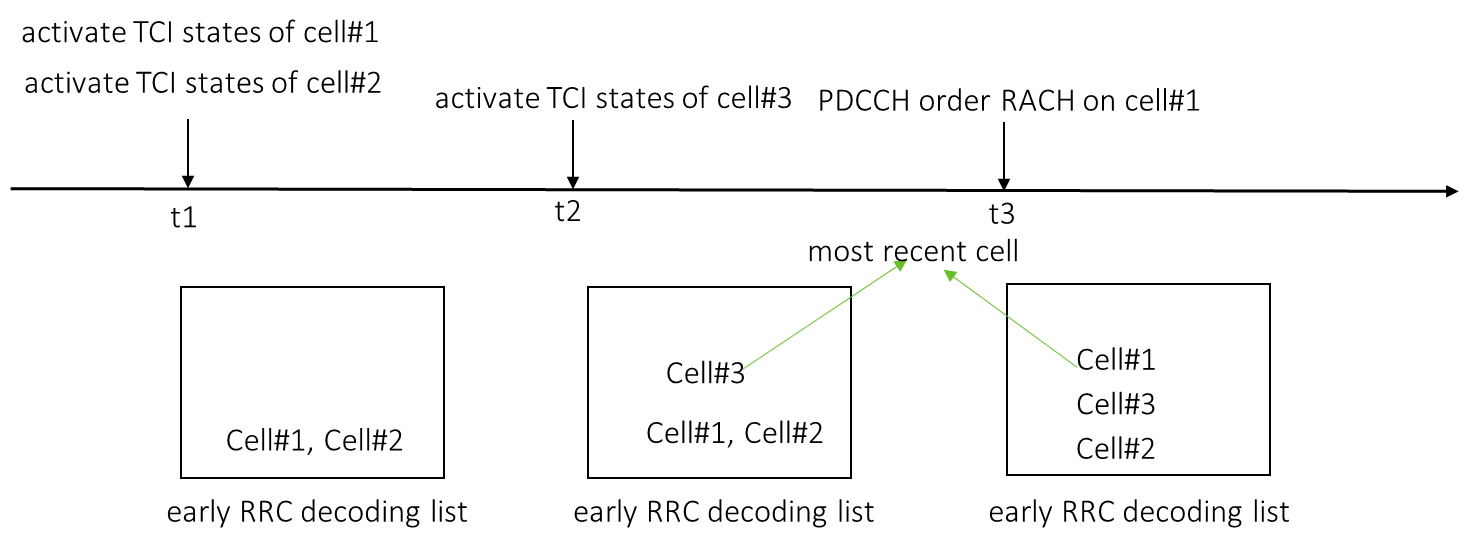 activate TCI states of cell#1
activate TCI states of cell#2
activate TCI states of cell#3
PDCCH order RACH on cell#1
t1
t2
t3
most recent cell
Cell#1, Cell#2
Cell#3
Cell#1, Cell#2
Cell#1
Cell#3
Cell#2
early RRC decoding list
early RRC decoding list
early RRC decoding list